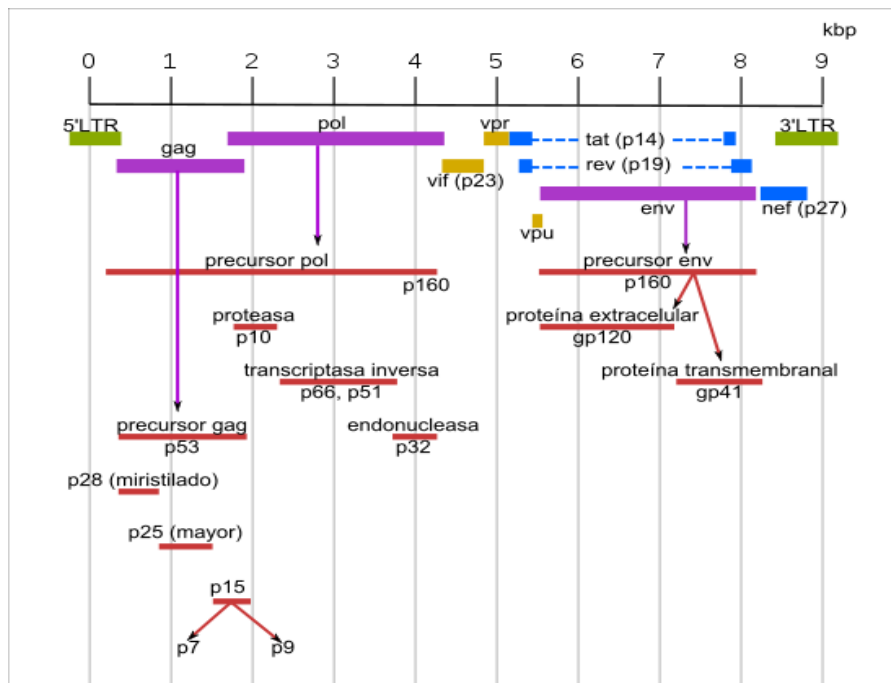 kbp
0 1 2 3 4 5 6 7 8 9
5'LTR pol vpr tat (p14) 3'LTR
gag vif (p23) rev (p19)
env nef (p27)
vpu
precursor pol precursor env
p160 p160
proteasa proteína extracelular
p10 gp120
transcriptasa inversa proteína transmembranal
p66, p51 gp41
precursor gag endonucleasa
p53 p32
p28 (miristilado)
p25 (mayor)
p15
p7 p9